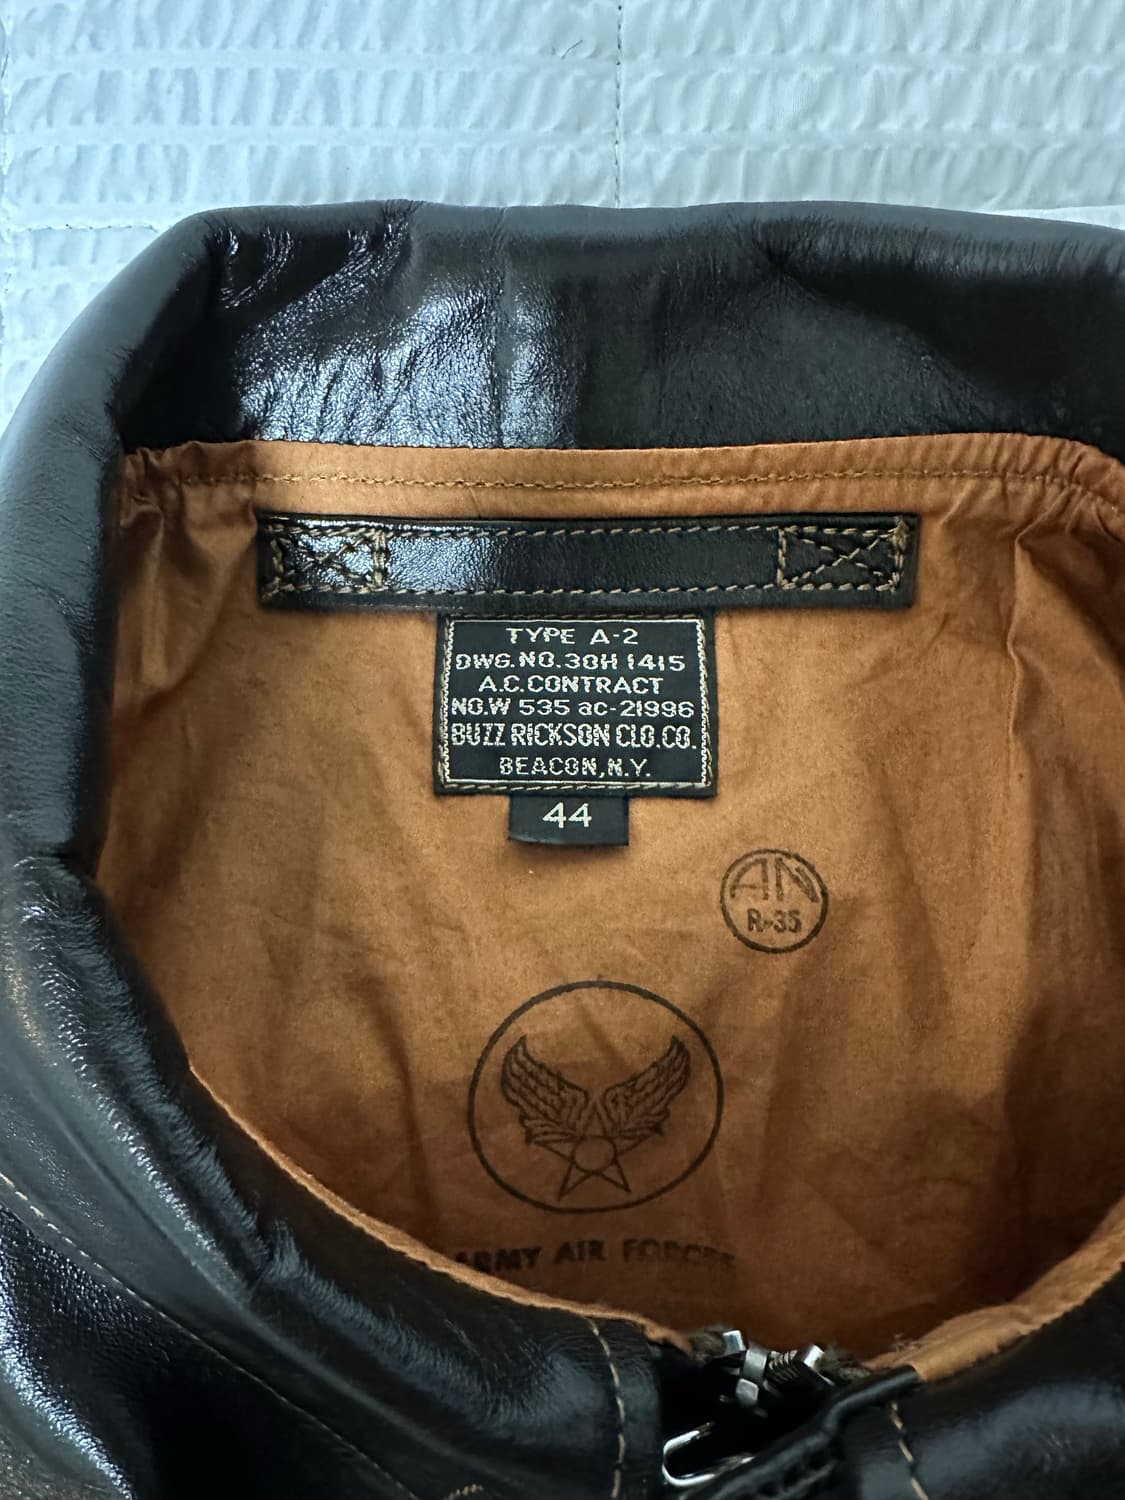 TYPE A-2
DWG.NO.30H 1415
A.C.CONTRACT
NO.W 535 ac-21996
BUZZ RICKSON CLO.CO.
BEACON,N.Y.
44
AN
R-35
ARMY AIR FORCES